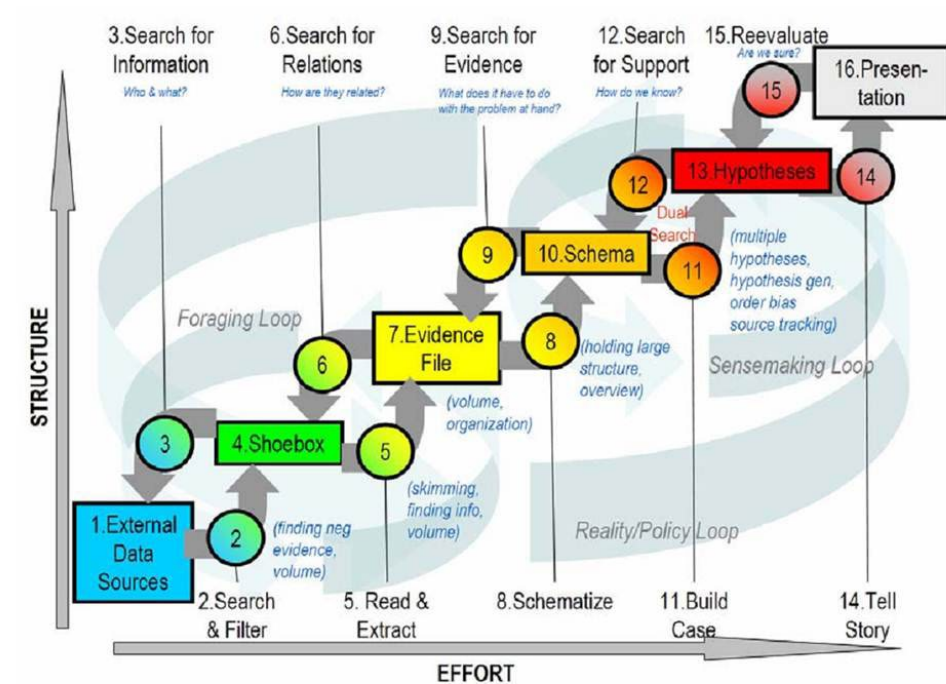 3.Search for
Information
Who & what?
6.Search for
Relations
How are they related?
9.Search for
Evidence
What does it have to do
with the problem at hand?
12.Search
for Support
How do we know?
15.Reevaluate
Are we sure?
16.Presen-
tation
15
13.Hypotheses
12
14
Dual
Search
10.Schema
9
11
(multiple
hypotheses,
hypothesis gen,
order bias
source tracking)
Foraging Loop
7.Evidence
File
8
6
(holding large
structure,
overview)
Sensemaking Loop
(volume,
organization)
3
4.Shoebox
5
(skimming,
finding info,
volume)
1.External
Data
Sources
2
(finding neg
evidence,
volume)
Reality/Policy Loop
2.Search
& Filter
5. Read &
Extract
8.Schematize
11.Build
Case
14.Tell
Story
STRUCTURE
EFFORT